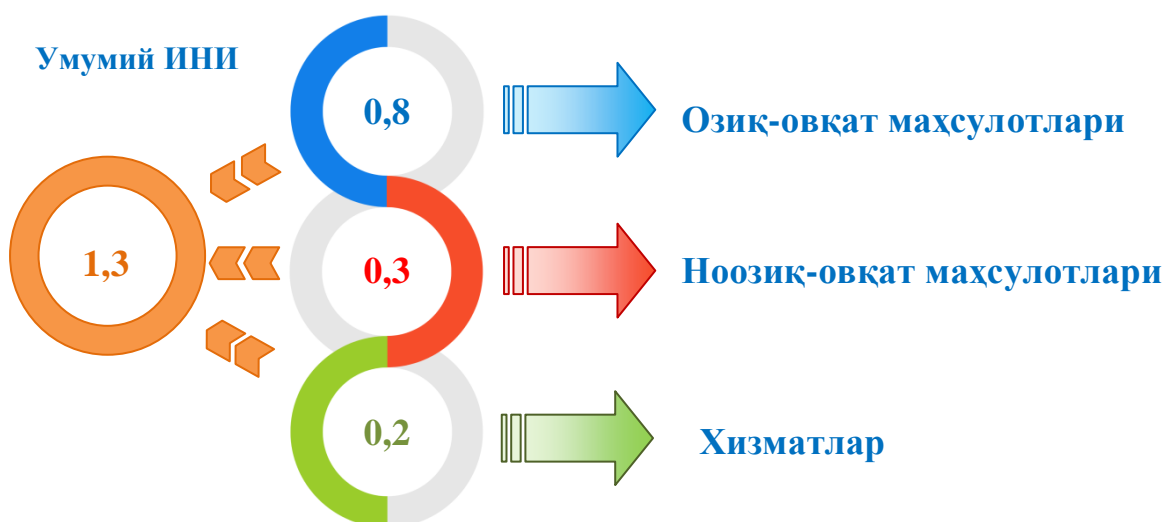 Умумий ИНИ
0,8
Озиқ-овқат маҳсулотлари
1,3
0,3
Ноозиқ-овқат маҳсулотлари
0,2
Хизматлар